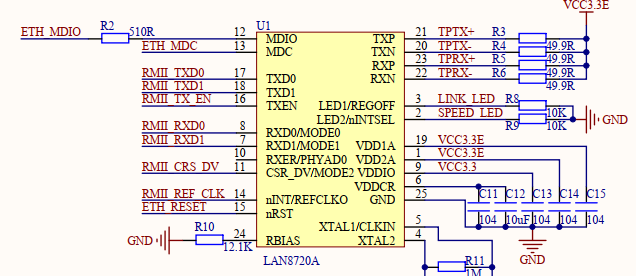 VCC3.3E
ETH_MDIO R2 510R 12 U1 MDIO TXP 21 TPTX+ R3
ETH_MDC 13 MDC TXN 20 TPTX- R4 49.9R
RXP 23 TPRX+ R5 49.9R
RMII_TXD0 17 TXD0 RXN 22 TPRX- R6 49.9R
RMII_TXD1 18 TXD1 49.9R
RMII_TX_EN 16 TXEN LED1/REGOFF 3 LINK_LED R8
LED2/nINTSEL 2 SPEED_LED 10K GND
RMII_RXD0 8 RXD0/MODE0 R9 10K
RMII_RXD1 7 RXD1/MODE1 VDD1A 19 VCC3.3E
10 RXER/PHYAD0 VDD2A 1 VCC3.3E
RMII_CRS_DV 11 CSR_DV/MODE2 VDDIO 9 VCC3.3
VDDCR 6
RMII_REF_CLK 14 nINT/REFCLKO GND 25 C11 C12 C13 C14 C15
ETH_RESET 15 nRST
XTAL1/CLKIN 5 104 10uF 104 104 104
GND R10 12.1K 24 RBIAS XTAL2 4
LAN8720A R11 GND
1M